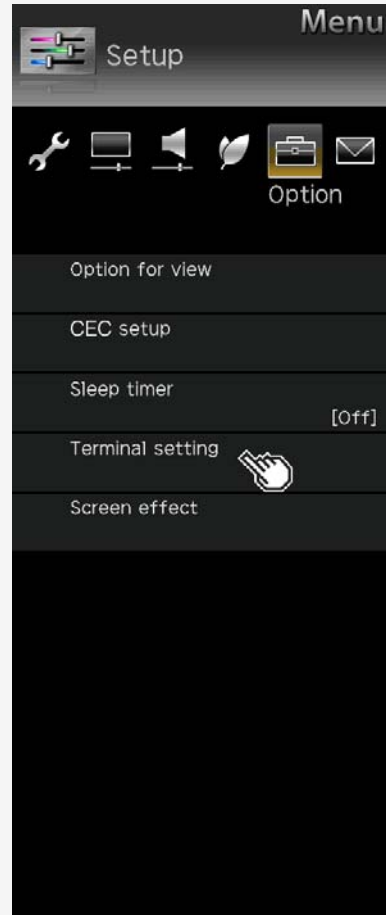 Menu
Setup
Option
Option for view
CEC setup
Sleep timer
[Off]
Terminal setting
Screen effect